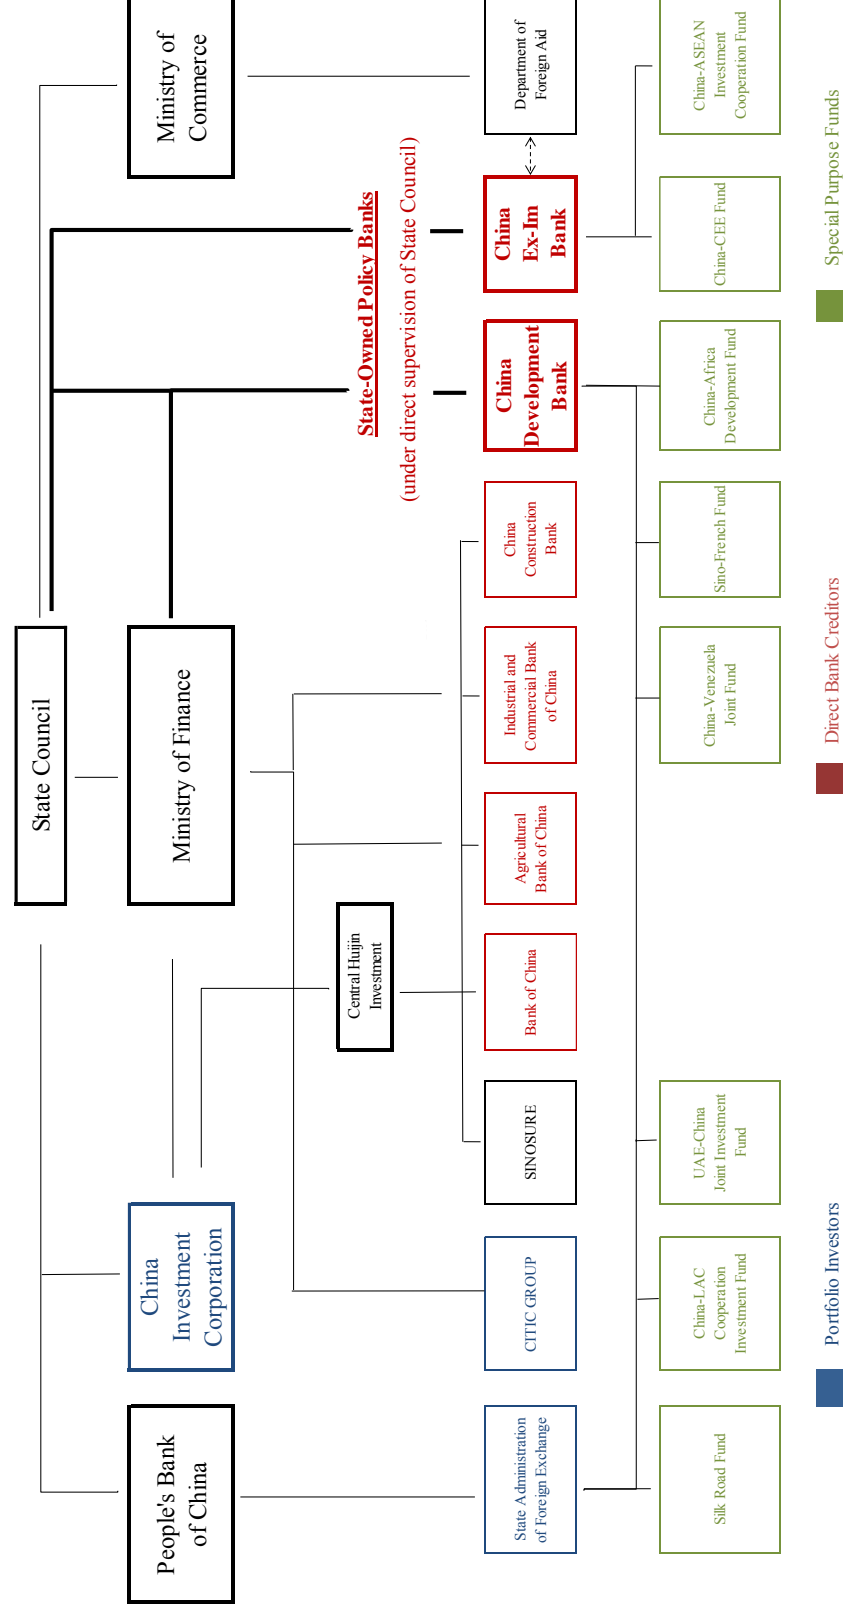 State Council
People's Bank
of China
China
Investment
Corporation
Ministry of Finance
Ministry of
Commerce
Central Huijin
Investment
State-Owned Policy Banks
(under direct supervision of State Council)
State Administration
of Foreign Exchange
CITIC GROUP
SINOSURE
Bank of China
Agricultural
Bank of China
Industrial and
Commercial Bank
of China
China
Construction
Bank
China
Development
Bank
China
Ex-Im
Bank
Department of
Foreign Aid
Silk Road Fund
China-LAC
Cooperation
Investment Fund
UAE-China
Joint Investment
Fund
China-Venezuela
Joint Fund
Sino-French Fund
China-Africa
Development Fund
China-CEE Fund
China-ASEAN
Investment
Cooperation Fund
Portfolio Investors
Direct Bank Creditors
Special Purpose Funds